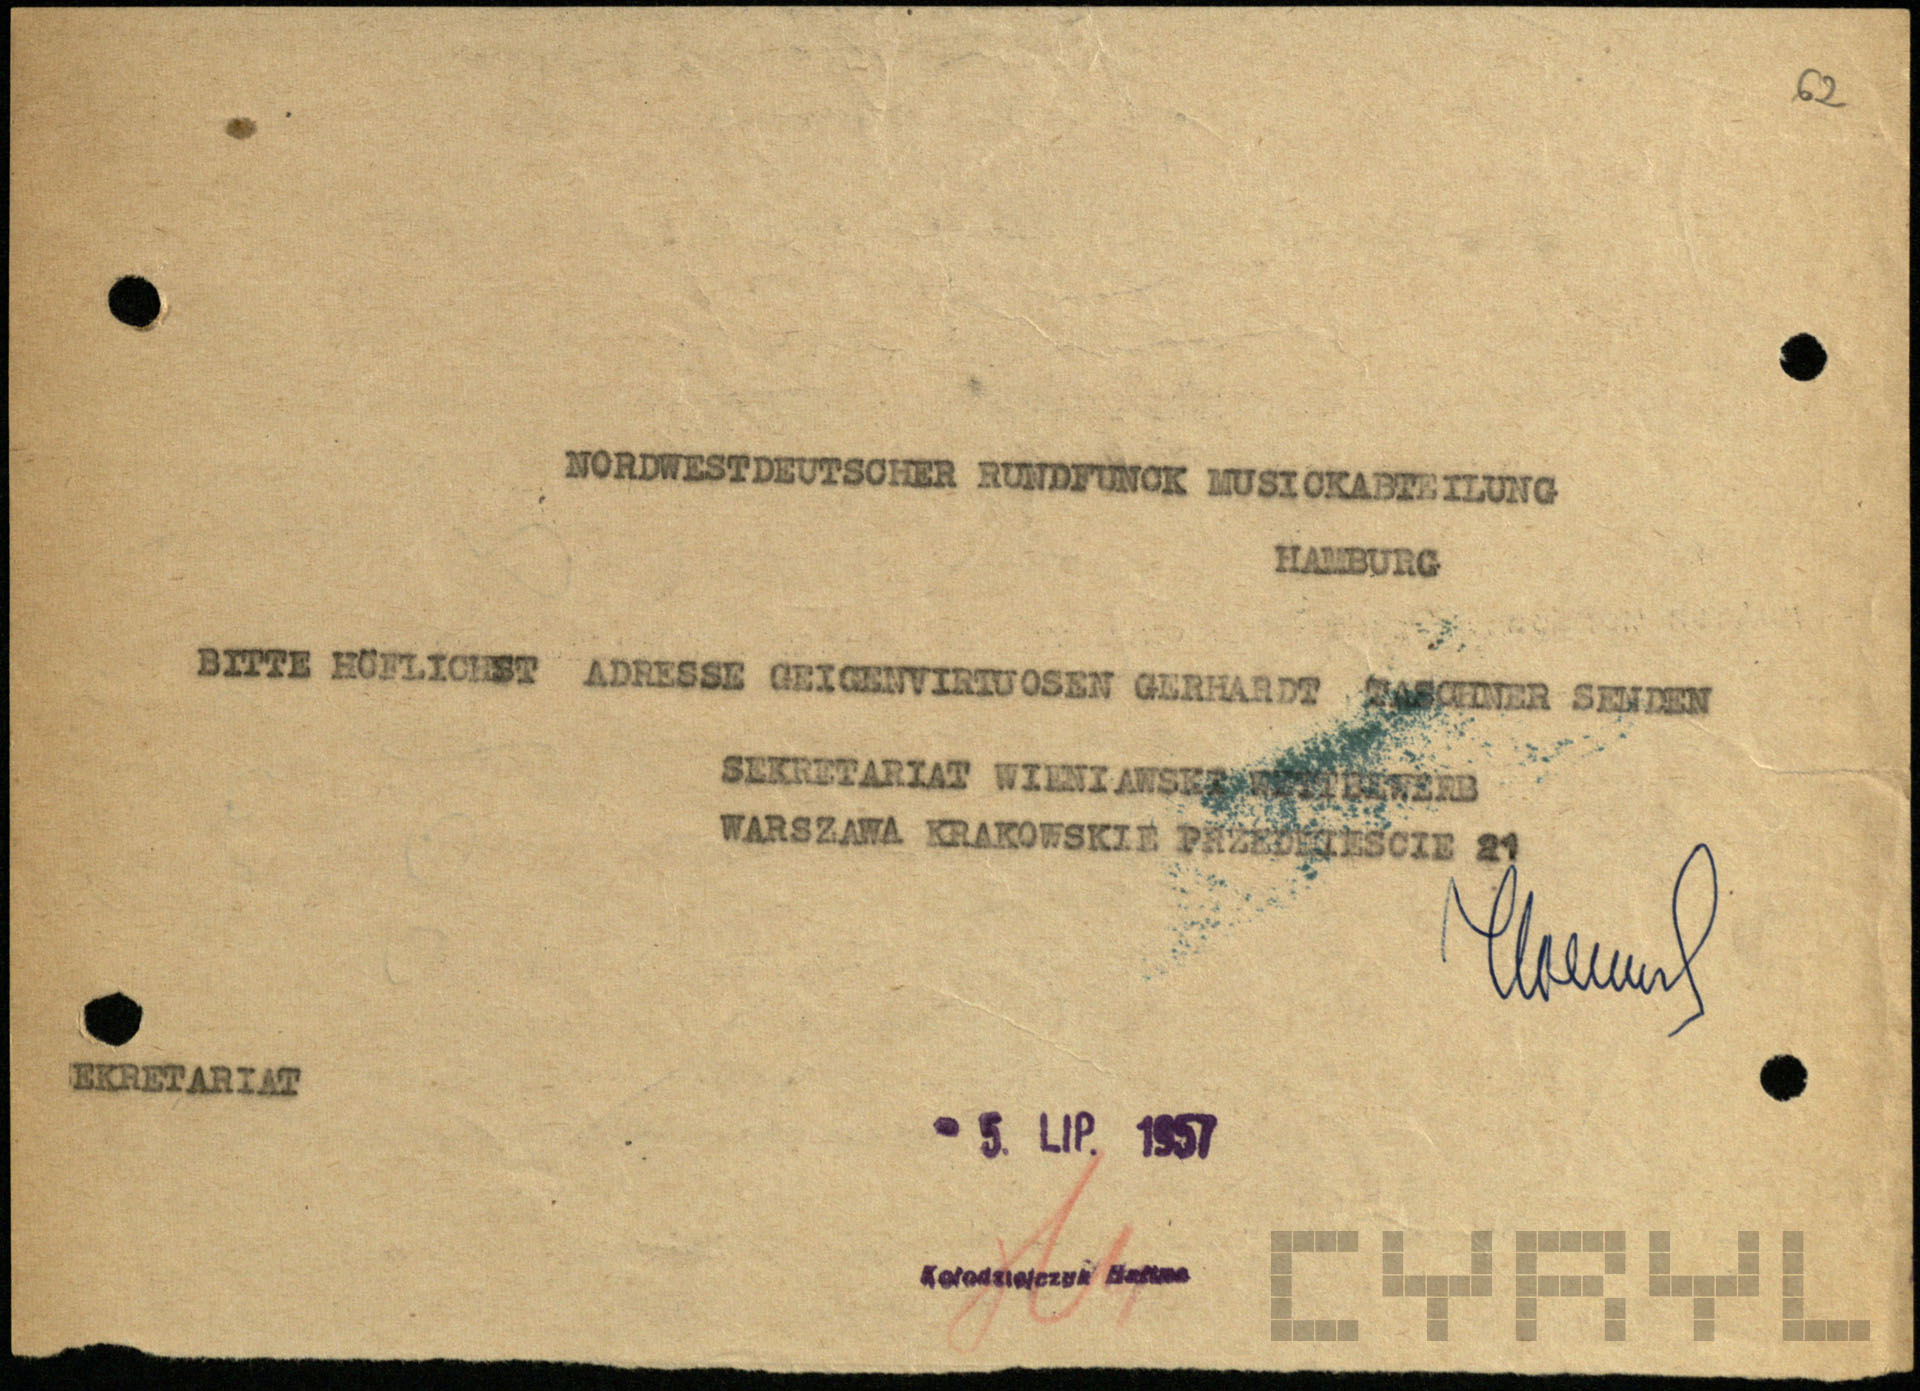 62
NORDWESTDEUTSCHER RUNDFUNCK MUSICKABTEILUNG
HAMBURG
BITTE HÖFLICHST ADRESSE GEIGENVIRTUOSEN GERHARDT TASCHNER SENDEN
SEKRETARIAT WIENIAWSKI WETTBEWERB
WARSZAWA KRAKOWSKIE PRZEDMIESCIE 21
SEKRETARIAT
- 5. LIP. 1957
Kołodziejczyk Halina
CYRYL